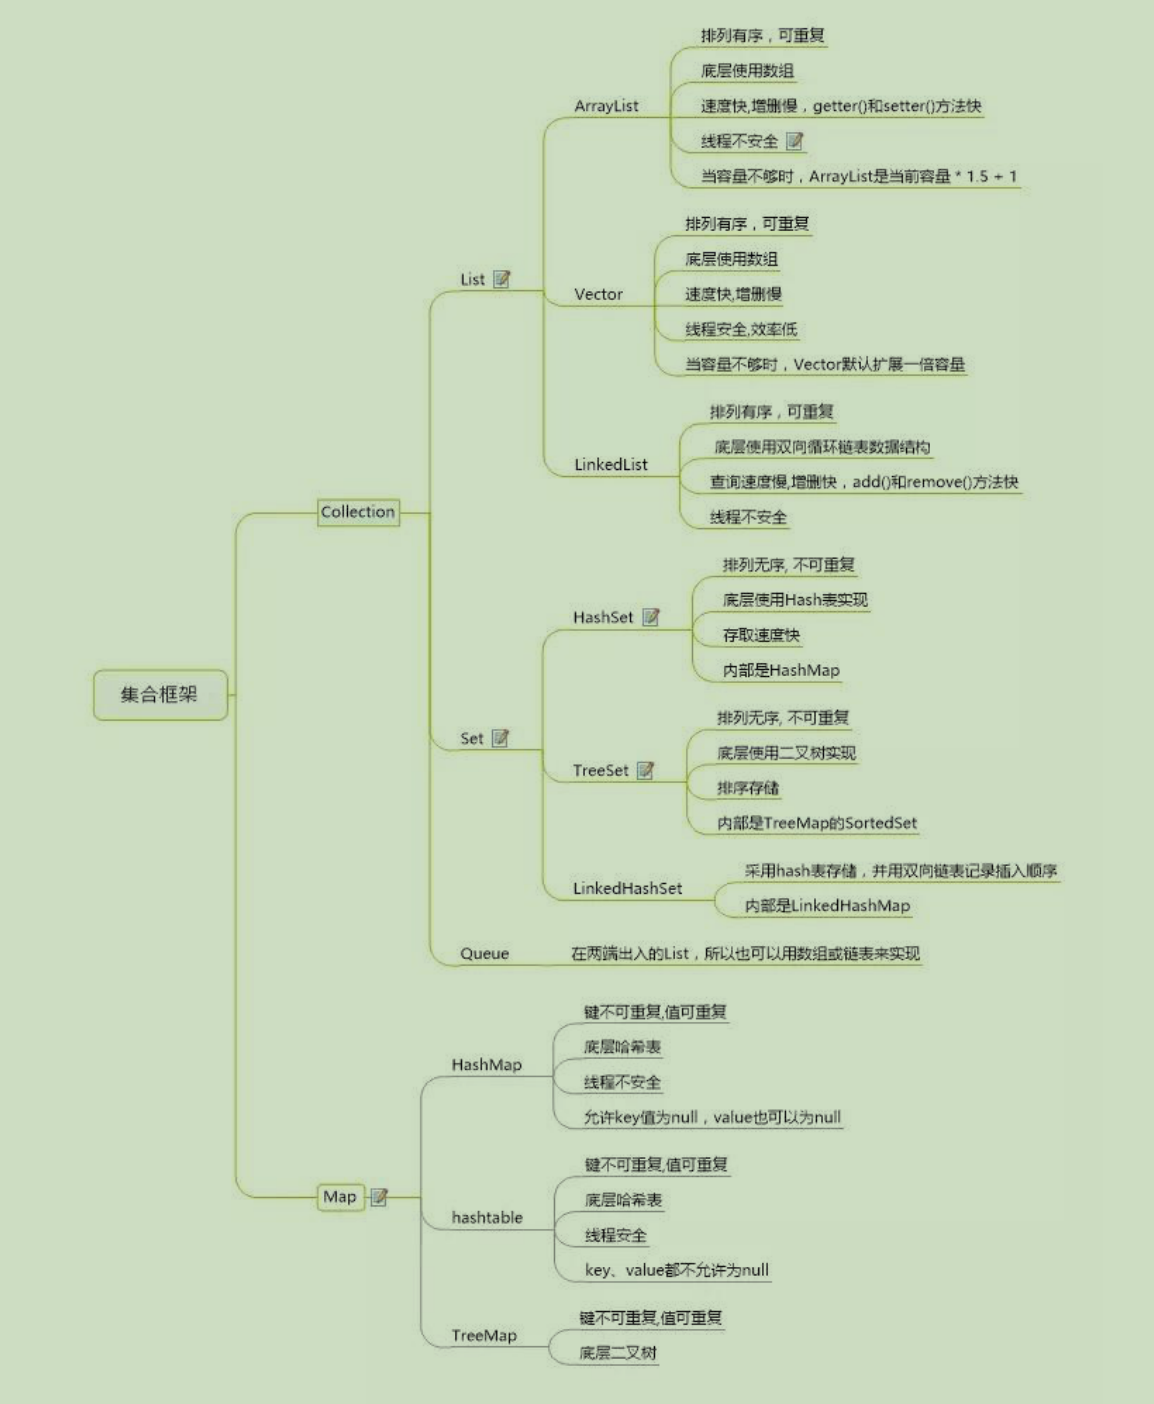 集合框架
Collection
List
ArrayList
排列有序，可重复
底层使用数组
速度快,增删慢，getter()和setter()方法快
线程不安全
当容量不够时，ArrayList是当前容量 * 1.5 + 1
Vector
排列有序，可重复
底层使用数组
速度快,增删慢
线程安全,效率低
当容量不够时，Vector默认扩展一倍容量
LinkedList
排列有序，可重复
底层使用双向循环链表数据结构
查询速度慢,增删快，add()和remove()方法快
线程不安全
Set
HashSet
排列无序, 不可重复
底层使用Hash表实现
存取速度快
内部是HashMap
TreeSet
排列无序, 不可重复
底层使用二叉树实现
排序存储
内部是TreeMap的SortedSet
LinkedHashSet
采用hash表存储，并用双向链表记录插入顺序
内部是LinkedHashMap
Queue
在两端出入的List，所以也可以用数组或链表来实现
Map
HashMap
键不可重复,值可重复
底层哈希表
线程不安全
允许key值为null，value也可以为null
hashtable
键不可重复,值可重复
底层哈希表
线程安全
key、value都不允许为null
TreeMap
键不可重复,值可重复
底层二叉树